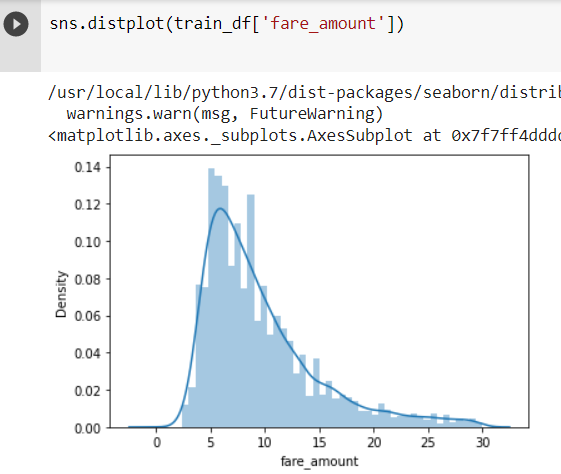 sns.distplot(train_df['fare_amount'])
/usr/local/lib/python3.7/dist-packages/seaborn/distri
warnings.warn(msg, FutureWarning)
<matplotlib.axes._subplots.AxesSubplot at 0x7f7ff4ddd
0.14
0.12
0.10
0.08
0.06
0.04
0.02
0.00
Density
0 5 10 15 20 25 30
fare_amount